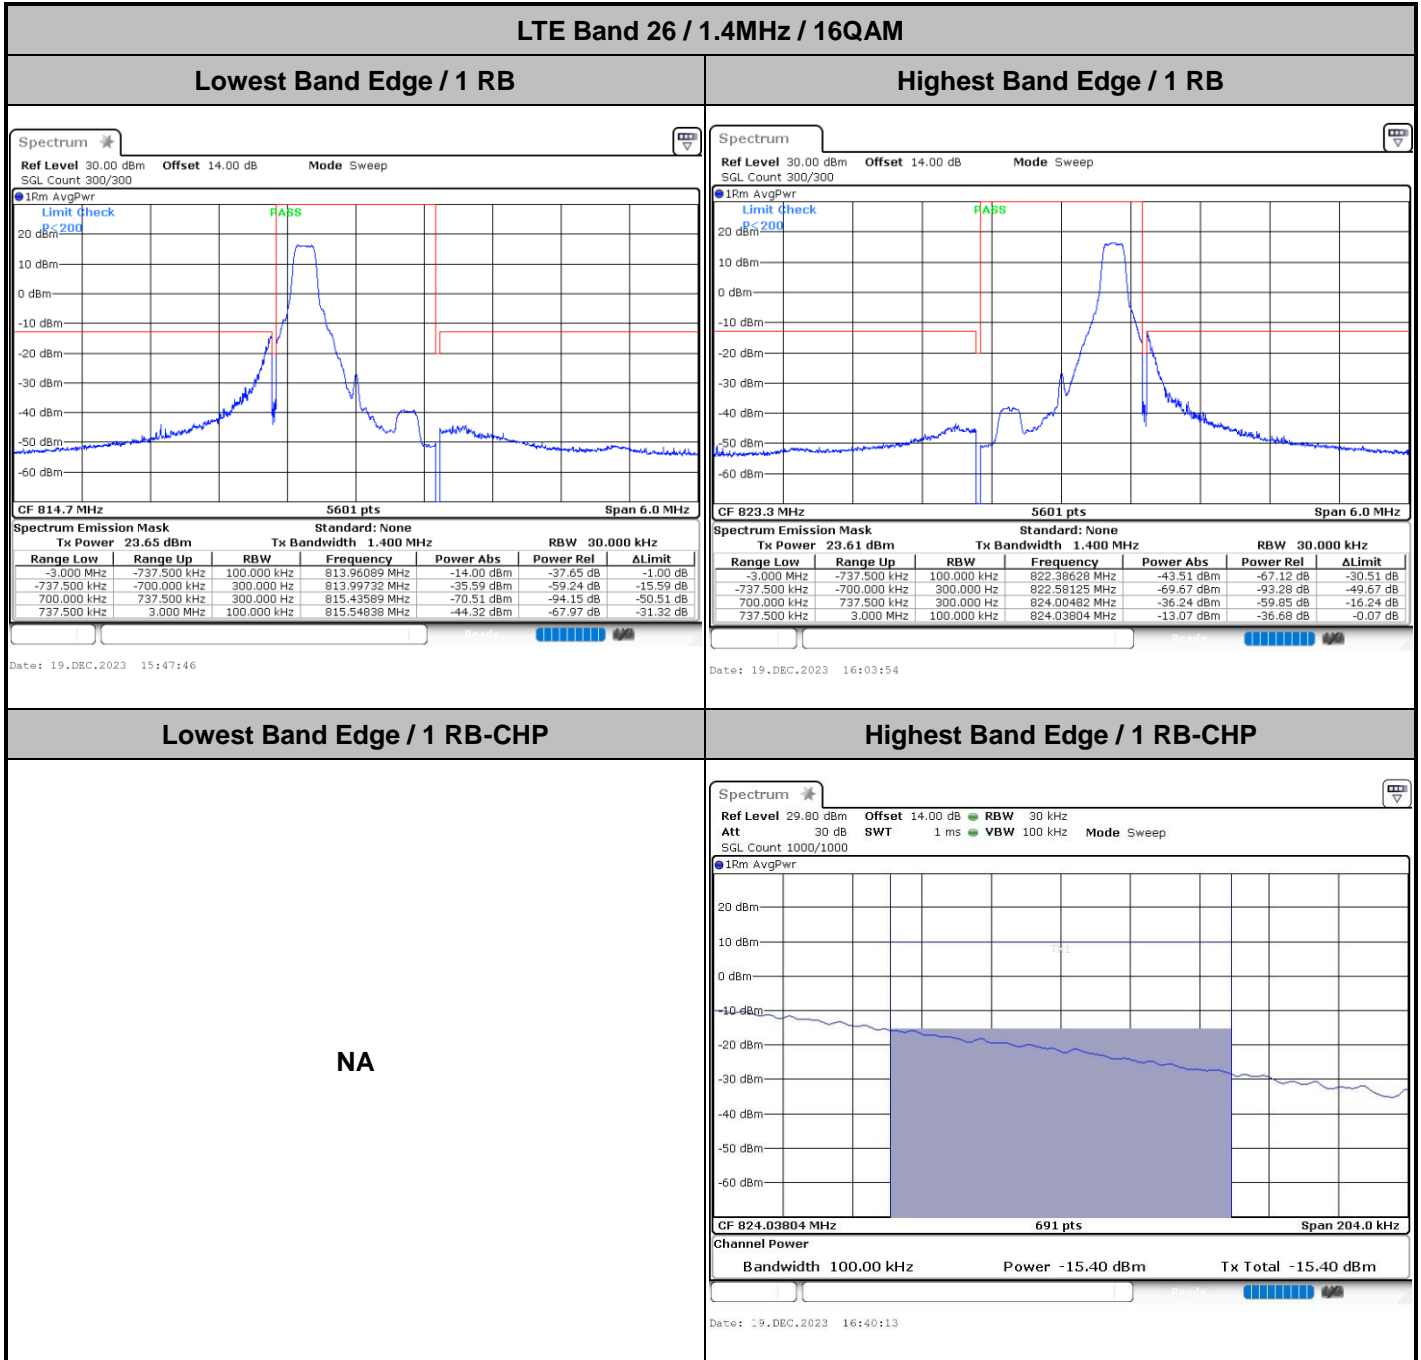 LTE Band 26 / 1.4MHz / 16QAM
Lowest Band Edge / 1 RB
Highest Band Edge / 1 RB
Spectrum
Ref Level 30.00 dBm Offset 14.00 dB Mode Sweep
SGL Count 300/300
1Rm AvgPwr
Limit Check PASS
P<200
20 dBm
10 dBm
0 dBm
-10 dBm
-20 dBm
-30 dBm
-40 dBm
-50 dBm
-60 dBm
CF 814.7 MHz 5601 pts Span 6.0 MHz
Spectrum Emission Mask Standard: None
Tx Power 23.65 dBm Tx Bandwidth 1.400 MHz RBW 30.000 kHz
Range Low Range Up RBW Frequency Power Abs Power Rel ΔLimit
-3.000 MHz -737.500 kHz 100.000 kHz 813.96089 MHz -14.00 dBm -37.65 dB -1.00 dB
-737.500 kHz -700.000 kHz 300.000 Hz 813.99732 MHz -35.59 dBm -59.24 dB -15.59 dB
700.000 kHz 737.500 kHz 300.000 Hz 815.43589 MHz -70.51 dBm -94.15 dB -50.51 dB
737.500 kHz 3.000 MHz 100.000 kHz 815.54838 MHz -44.32 dBm -67.97 dB -31.32 dB
Ready
Date: 19.DEC.2023 15:47:46
Spectrum
Ref Level 30.00 dBm Offset 14.00 dB Mode Sweep
SGL Count 300/300
1Rm AvgPwr
Limit Check PASS
P<200
20 dBm
10 dBm
0 dBm
-10 dBm
-20 dBm
-30 dBm
-40 dBm
-50 dBm
-60 dBm
CF 823.3 MHz 5601 pts Span 6.0 MHz
Spectrum Emission Mask Standard: None
Tx Power 23.61 dBm Tx Bandwidth 1.400 MHz RBW 30.000 kHz
Range Low Range Up RBW Frequency Power Abs Power Rel ΔLimit
-3.000 MHz -737.500 kHz 100.000 kHz 822.38628 MHz -43.51 dBm -67.12 dB -30.51 dB
-737.500 kHz -700.000 kHz 300.000 Hz 822.58125 MHz -69.67 dBm -93.28 dB -49.67 dB
700.000 kHz 737.500 kHz 300.000 Hz 824.00482 MHz -36.24 dBm -59.85 dB -16.24 dB
737.500 kHz 3.000 MHz 100.000 kHz 824.03804 MHz -13.07 dBm -36.68 dB -0.07 dB
Ready
Date: 19.DEC.2023 16:03:54
Lowest Band Edge / 1 RB-CHP
Highest Band Edge / 1 RB-CHP
NA
Spectrum
Ref Level 29.80 dBm Offset 14.00 dB RBW 30 kHz
Att 30 dB SWT 1 ms VBW 100 kHz Mode Sweep
SGL Count 1000/1000
1Rm AvgPwr
20 dBm
10 dBm
Tx1
0 dBm
-10 dBm
-20 dBm
-30 dBm
-40 dBm
-50 dBm
-60 dBm
CF 824.03804 MHz 691 pts Span 204.0 kHz
Channel Power
Bandwidth 100.00 kHz Power -15.40 dBm Tx Total -15.40 dBm
Ready
Date: 19.DEC.2023 16:40:13